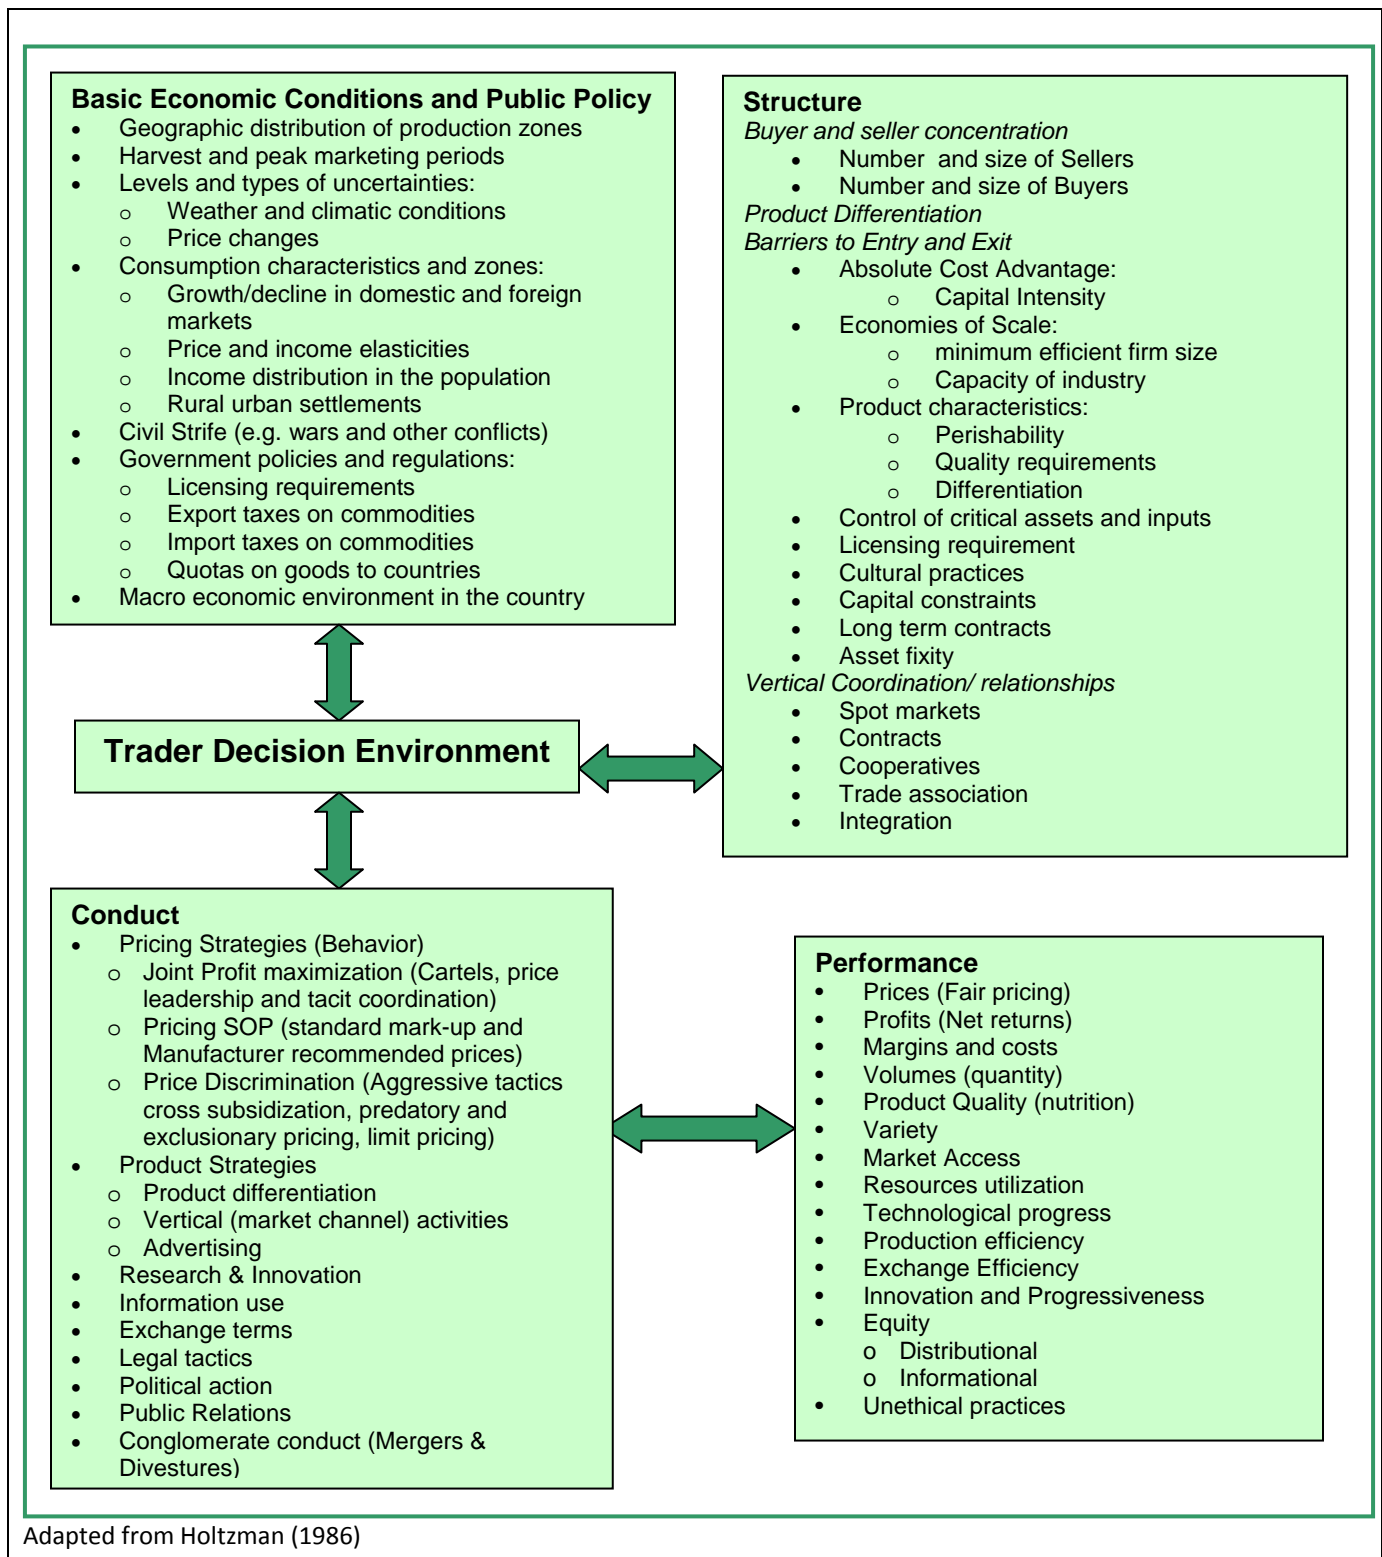 Basic Economic Conditions and Public Policy
• Geographic distribution of production zones
• Harvest and peak marketing periods
• Levels and types of uncertainties:
o Weather and climatic conditions
o Price changes
• Consumption characteristics and zones:
o Growth/decline in domestic and foreign
markets
o Price and income elasticities
o Income distribution in the population
o Rural urban settlements
• Civil Strife (e.g. wars and other conflicts)
• Government policies and regulations:
o Licensing requirements
o Export taxes on commodities
o Import taxes on commodities
o Quotas on goods to countries
• Macro economic environment in the country
Structure
Buyer and seller concentration
• Number and size of Sellers
• Number and size of Buyers
Product Differentiation
Barriers to Entry and Exit
• Absolute Cost Advantage:
o Capital Intensity
• Economies of Scale:
o minimum efficient firm size
o Capacity of industry
• Product characteristics:
o Perishability
o Quality requirements
o Differentiation
• Control of critical assets and inputs
• Licensing requirement
• Cultural practices
• Capital constraints
• Long term contracts
• Asset fixity
Vertical Coordination/ relationships
• Spot markets
• Contracts
• Cooperatives
• Trade association
• Integration
Trader Decision Environment
Conduct
• Pricing Strategies (Behavior)
o Joint Profit maximization (Cartels, price
leadership and tacit coordination)
o Pricing SOP (standard mark-up and
Manufacturer recommended prices)
o Price Discrimination (Aggressive tactics
cross subsidization, predatory and
exclusionary pricing, limit pricing)
• Product Strategies
o Product differentiation
o Vertical (market channel) activities
o Advertising
• Research & Innovation
• Information use
• Exchange terms
• Legal tactics
• Political action
• Public Relations
• Conglomerate conduct (Mergers &
Divestures)
Performance
• Prices (Fair pricing)
• Profits (Net returns)
• Margins and costs
• Volumes (quantity)
• Product Quality (nutrition)
• Variety
• Market Access
• Resources utilization
• Technological progress
• Production efficiency
• Exchange Efficiency
• Innovation and Progressiveness
• Equity
o Distributional
o Informational
• Unethical practices
Adapted from Holtzman (1986)